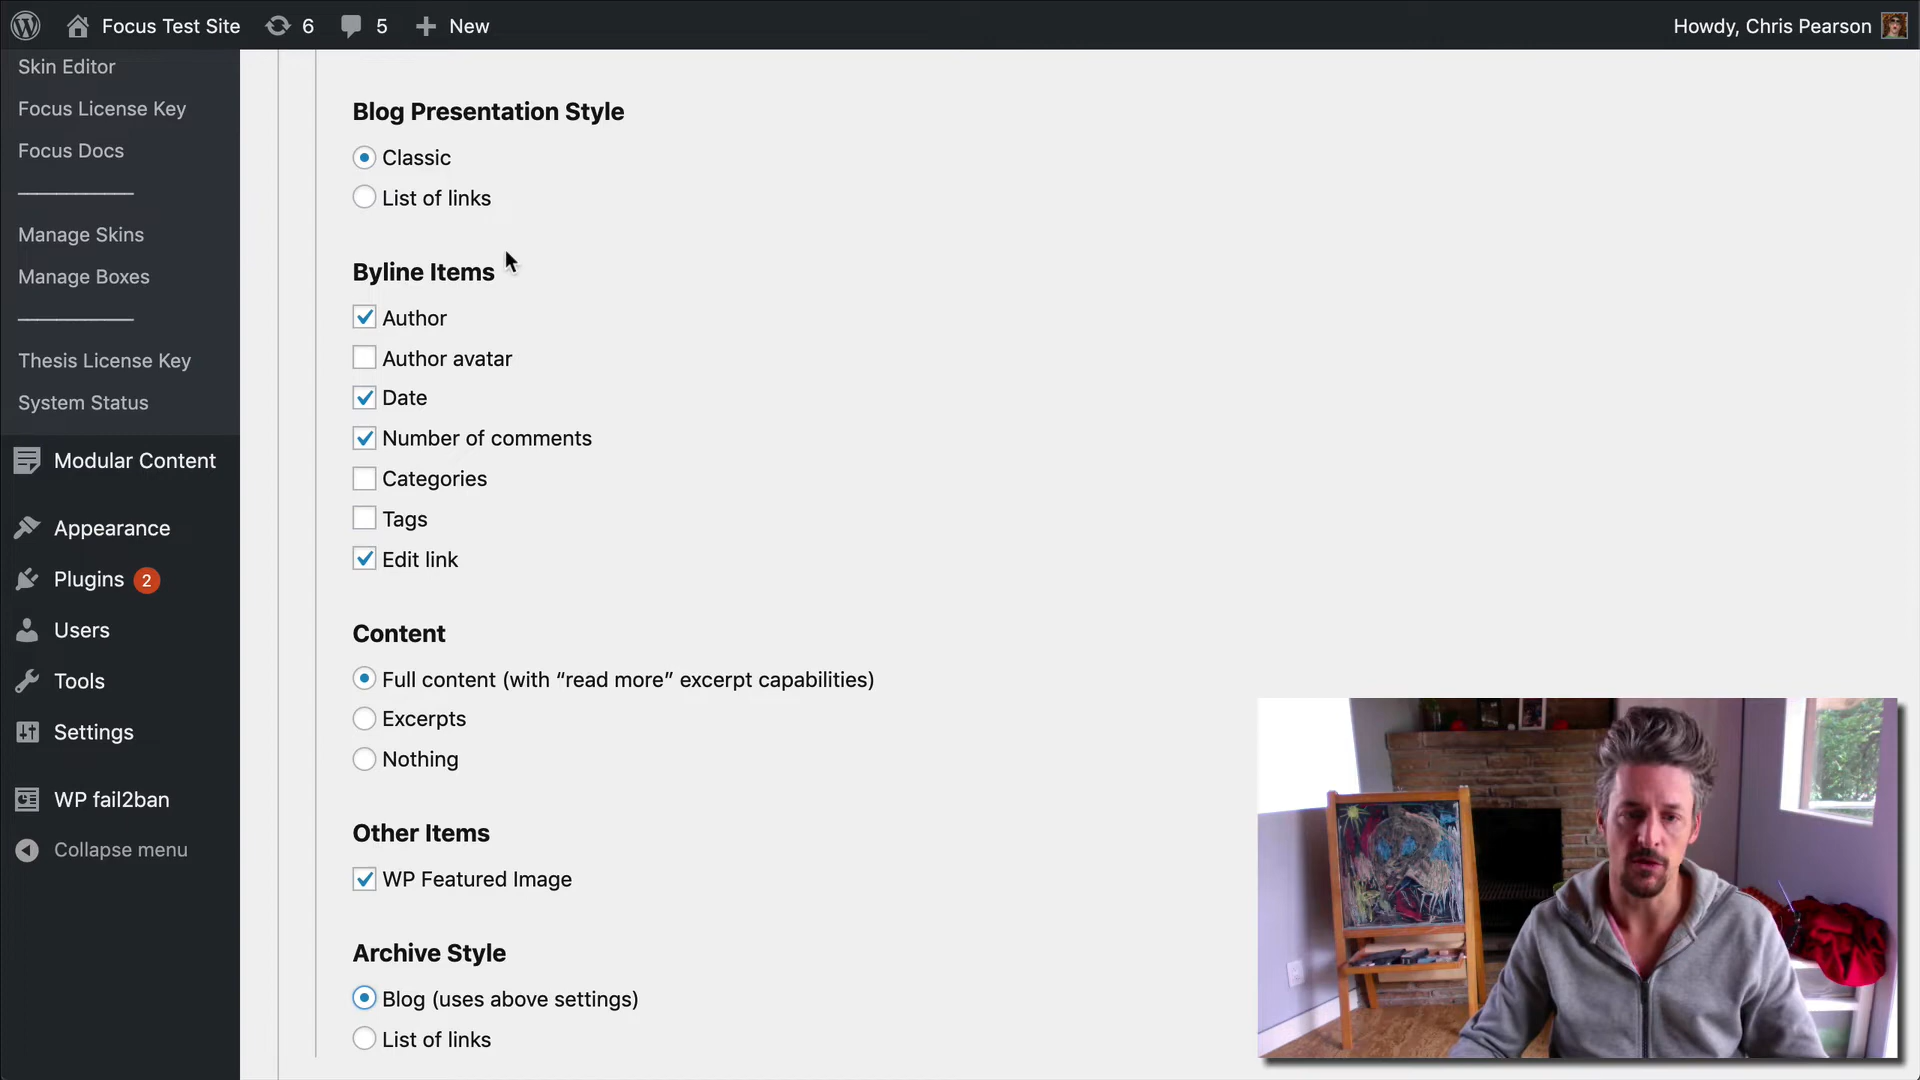 Focus Test Site
6
5
New
Howdy, Chris Pearson
Skin Editor
Focus License Key
Focus Docs
Manage Skins
Manage Boxes
Thesis License Key
System Status
Modular Content
Appearance
Plugins 2
Users
Tools
Settings
WP fail2ban
Collapse menu
Blog Presentation Style
Classic
List of links
Byline Items
Author
Author avatar
Date
Number of comments
Categories
Tags
Edit link
Content
Full content (with “read more” excerpt capabilities)
Excerpts
Nothing
Other Items
WP Featured Image
Archive Style
Blog (uses above settings)
List of links